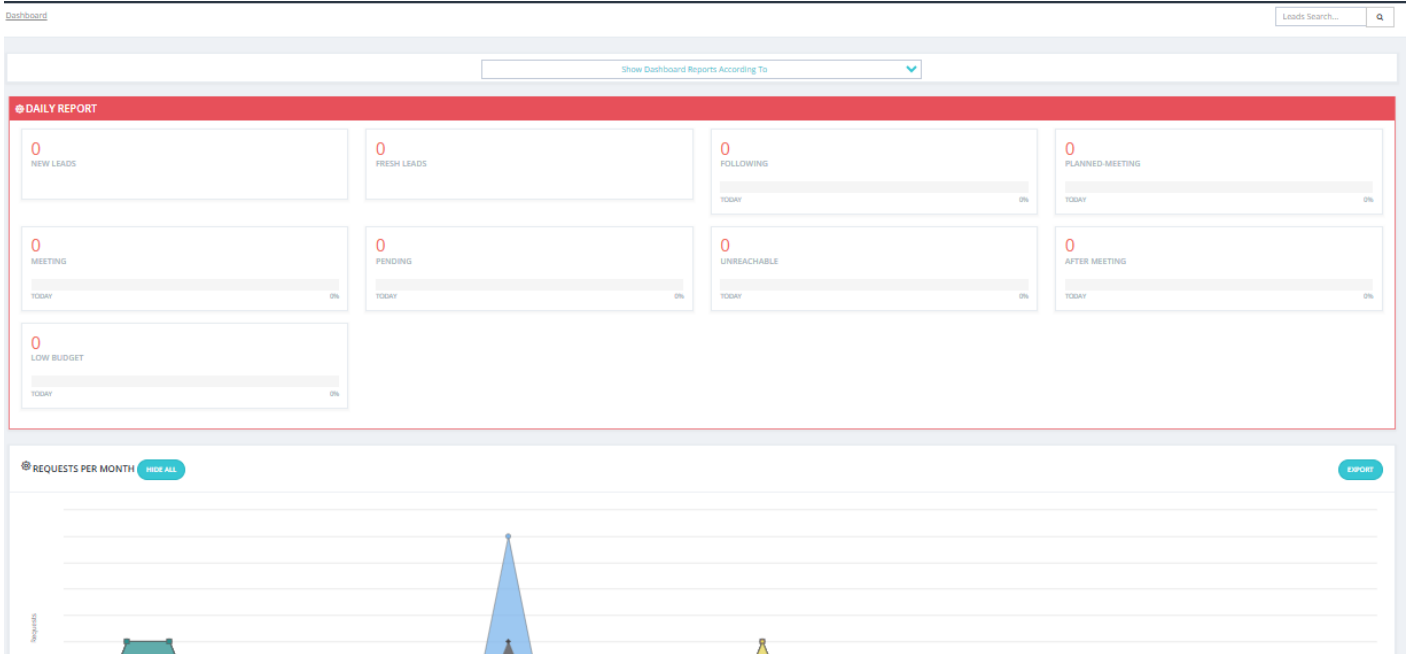 Dashboard
Leads Search...
Show Dashboard Reports According To
DAILY REPORT
0
NEW LEADS
0
FRESH LEADS
0
FOLLOWING
TODAY 0%
0
PLANNED-MEETING
TODAY 0%
0
MEETING
TODAY 0%
0
PENDING
TODAY 0%
0
UNREACHABLE
TODAY 0%
0
AFTER MEETING
TODAY 0%
0
LOW BUDGET
TODAY 0%
REQUESTS PER MONTH HIDE ALL
EXPORT
Requests